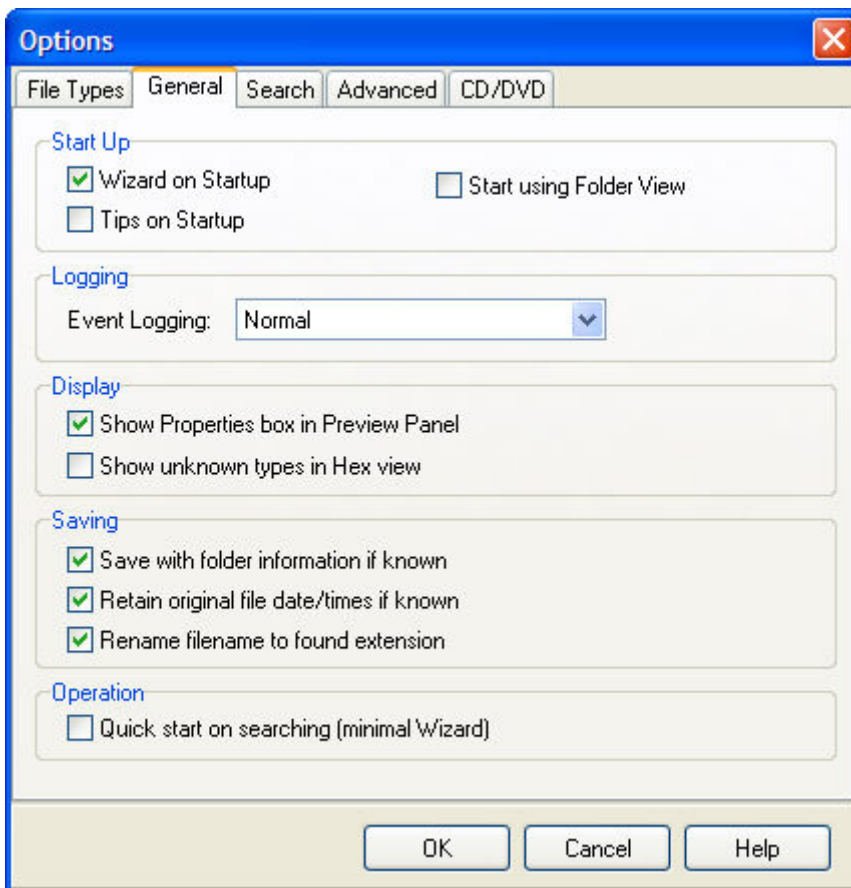 Options
File Types General Search Advanced CD/DVD
Start Up
Wizard on Startup Start using Folder View
Tips on Startup
Logging
Event Logging: Normal
Display
Show Properties box in Preview Panel
Show unknown types in Hex view
Saving
Save with folder information if known
Retain original file date/times if known
Rename filename to found extension
Operation
Quick start on searching (minimal Wizard)
OK Cancel Help